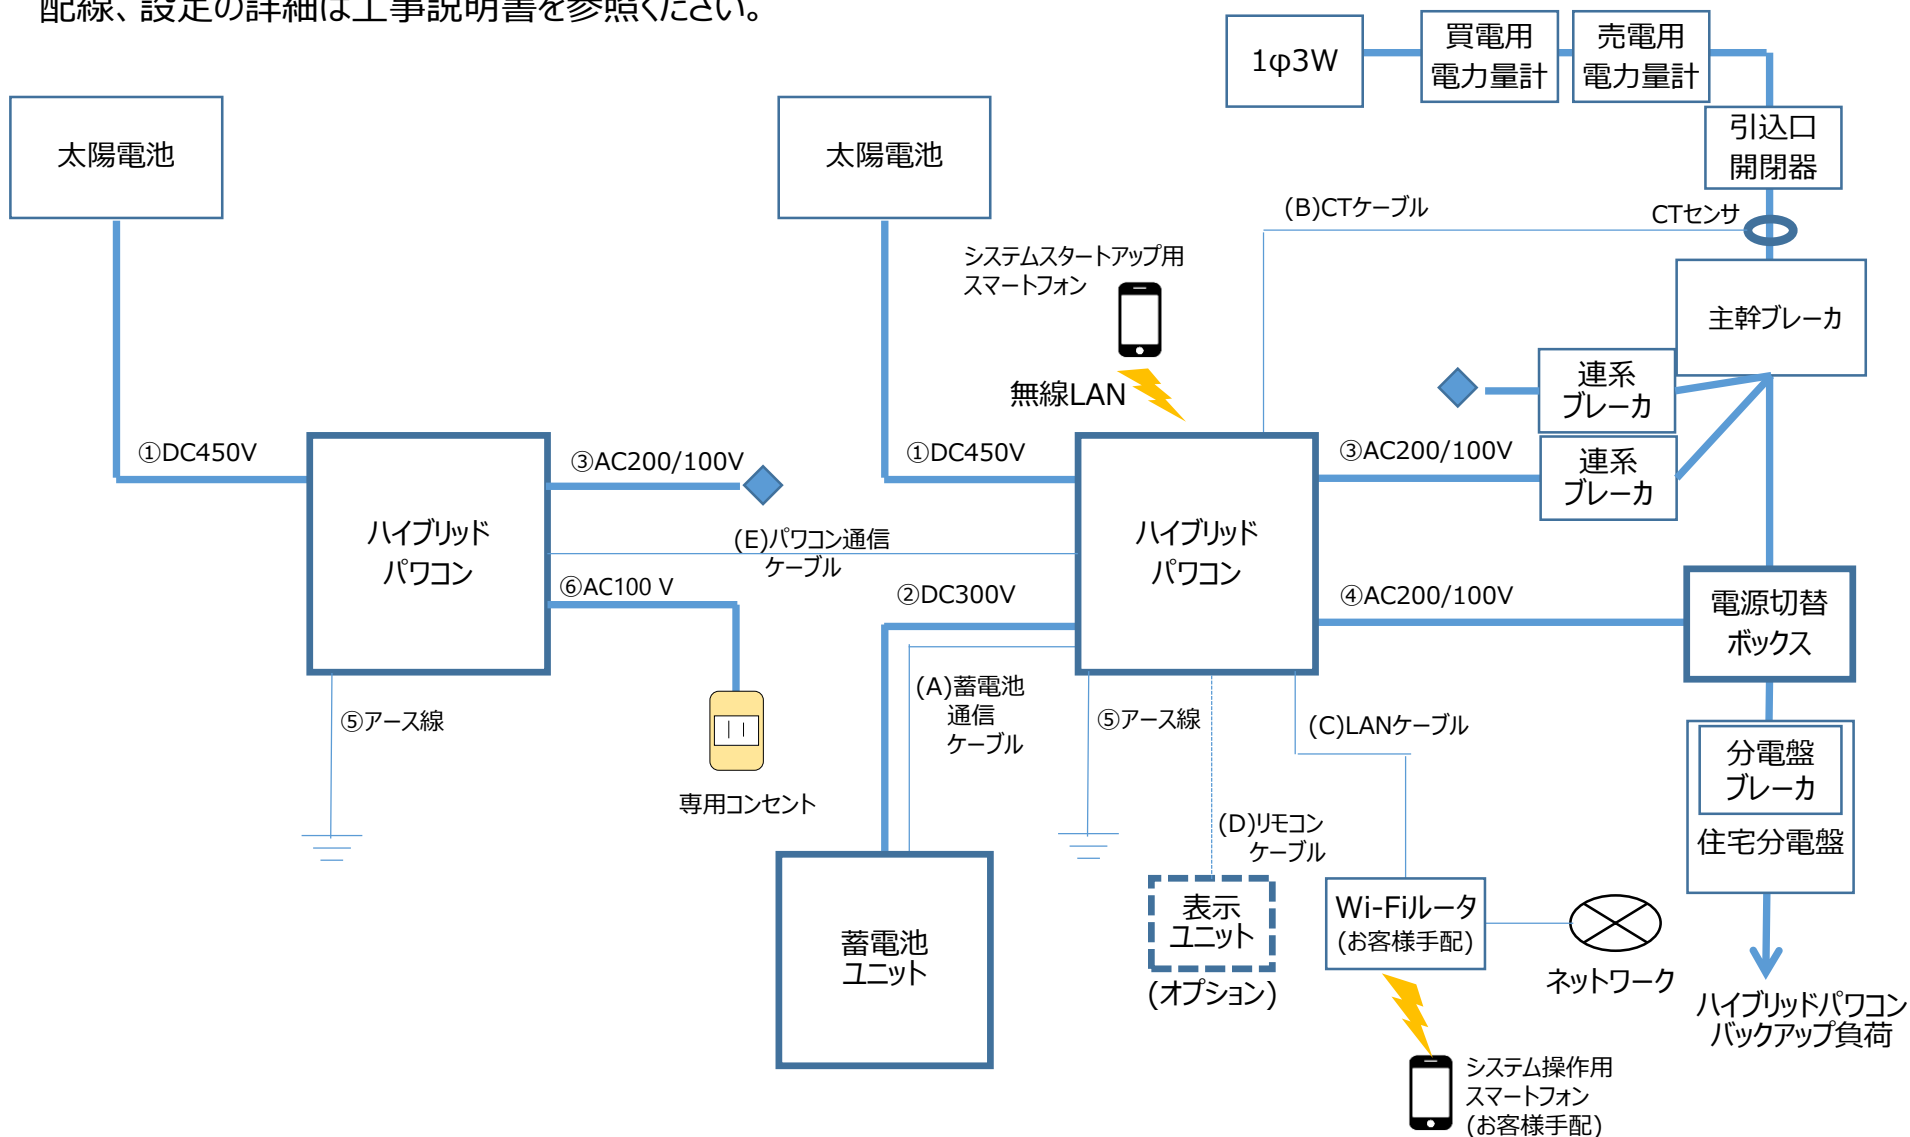 配線、設定の詳細は工事説明書を参照ください。
1φ3W
買電用
電力量計
売電用
電力量計
引込口
開閉器
太陽電池
太陽電池
(B)CTケーブル
CTセンサ
システムスタートアップ用
スマートフォン
主幹ブレーカ
無線LAN
連系
ブレーカ
①DC450V
③AC200/100V
①DC450V
③AC200/100V
連系
ブレーカ
ハイブリッド
パワコン
(E)パワコン通信
ケーブル
ハイブリッド
パワコン
⑥AC100 V
②DC300V
④AC200/100V
電源切替
ボックス
⑤アース線
(A)蓄電池
通信
ケーブル
⑤アース線
(C)LANケーブル
分電盤
ブレーカ
住宅分電盤
専用コンセント
(D)リモコン
ケーブル
蓄電池
ユニット
表示
ユニット
(オプション)
Wi-Fiルータ
(お客様手配)
ネットワーク
ハイブリッドパワコン
バックアップ負荷
システム操作用
スマートフォン
(お客様手配)